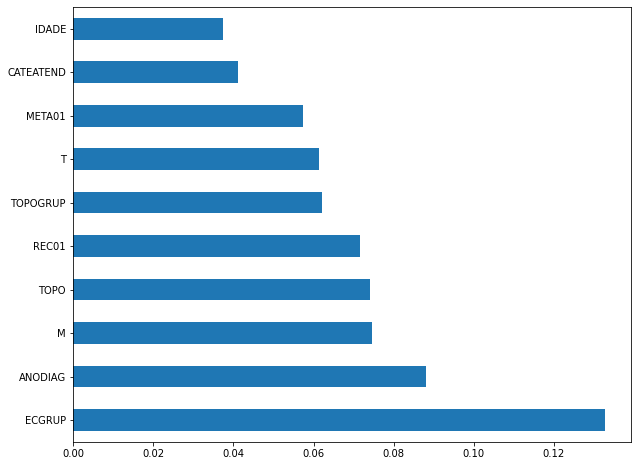 IDADE
CATEATEND
META01
T
TOPOGRUP
REC01
TOPO
M
ANODIAG
ECGRUP
0.00 0.02 0.04 0.06 0.08 0.10 0.12